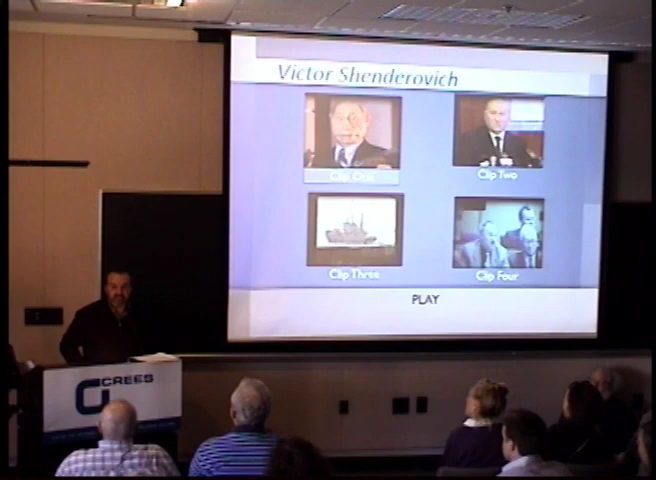 Victor Shenderovich
Clip One
Clip Two
Clip Three
Clip Four
PLAY
CREES